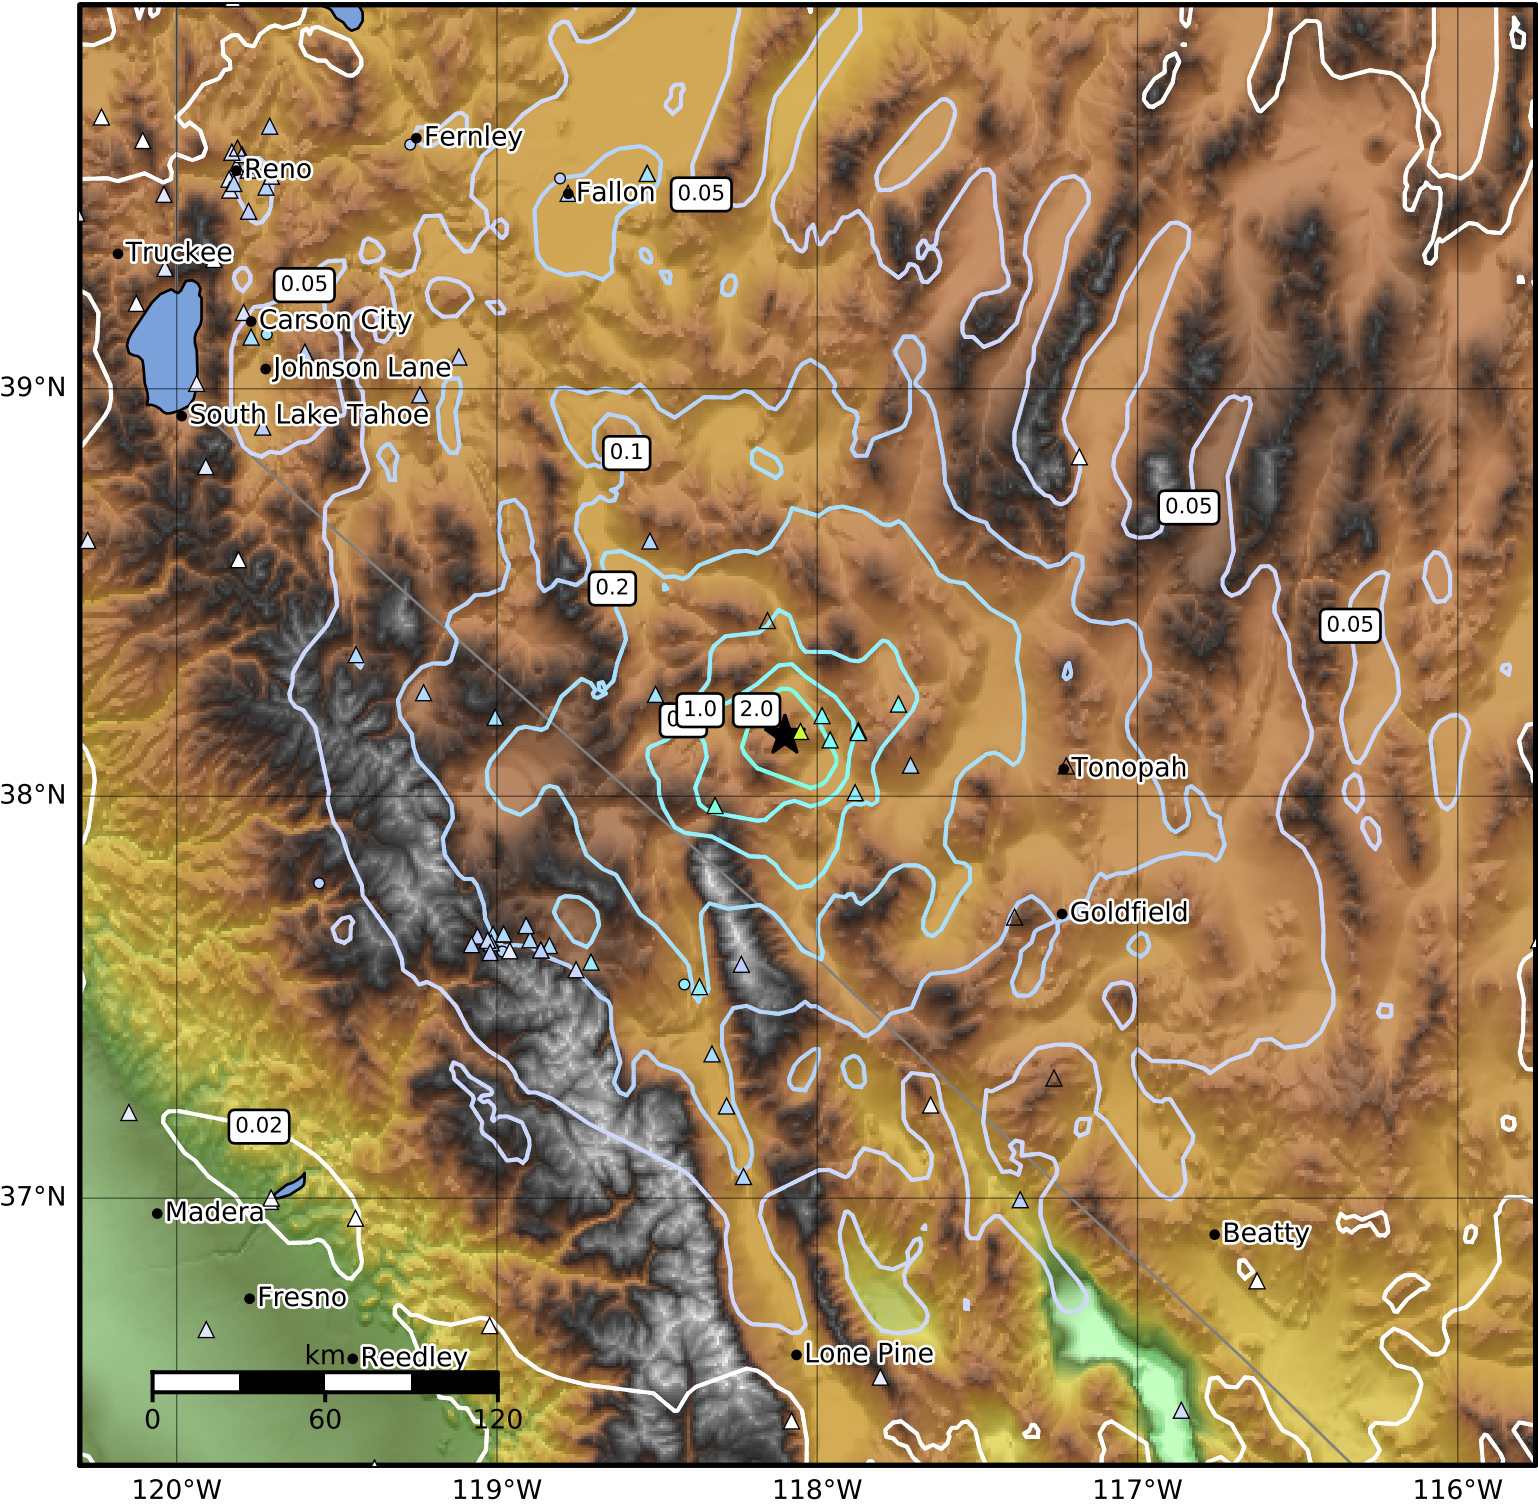 Fernley
Reno
Fallon
0.05
Truckee
0.05
Carson City
Johnson Lane
39°N
South Lake Tahoe
0.1
0.05
0.2
0.05
1.0
2.0
Tonopah
38°N
Goldfield
0.02
37°N
Madera
Beatty
Fresno
km
Reedley
Lone Pine
0
60
120
120°W
119°W
118°W
117°W
116°W